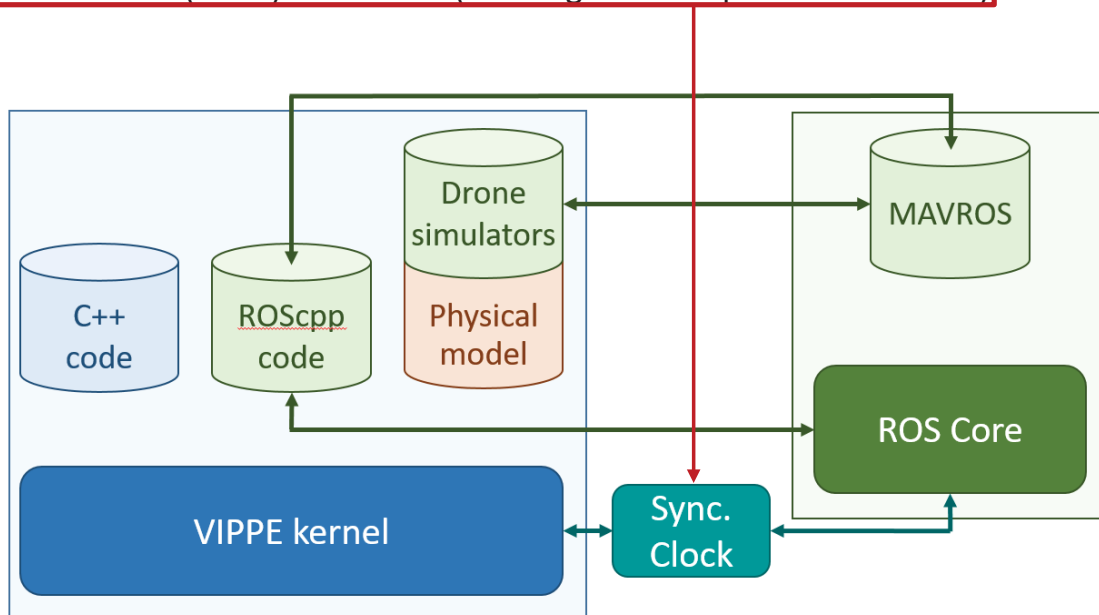 Drone
simulators
MAVROS
C++
code
ROScpp
code
Physical
model
ROS Core
VIPPE kernel
Sync.
Clock